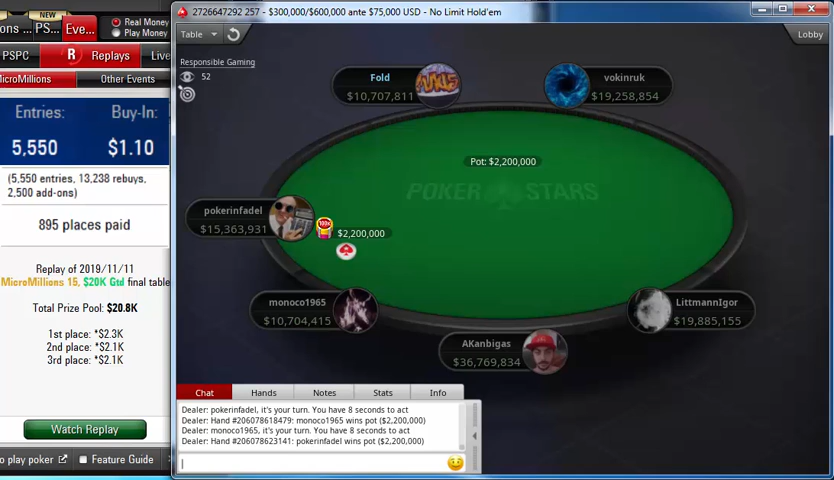 2726647292 257 - $300,000/$600,000 ante $75,000 USD - No Limit Hold'em
NEW
ons ...
PS...
Eve...
Real Money
Play Money
PSPC
R
Replays
Live
MicroMillions
Other Events
Entries:
Buy-In:
5,550
$1.10
(5,550 entries, 13,238 rebuys,
2,500 add-ons)
895 places paid
Replay of 2019/11/11
MicroMillions 15, $20K Gtd final table
Total Prize Pool: $20.8K
1st place: *$2.3K
2nd place: *$2.1K
3rd place: *$2.1K
Watch Replay
o play poker
Feature Guide
Table
Lobby
Responsible Gaming
52
Fold
$10,707,811
vokinruk
$19,258,854
Pot: $2,200,000
POKER STARS
pokerinfadel
$15,363,931
100x
$2,200,000
monoco1965
$10,704,415
LittmannIgor
$19,885,155
AKanbigas
$36,769,834
Chat
Hands
Notes
Stats
Info
Dealer: pokerinfadel, it's your turn. You have 8 seconds to act
Dealer: Hand #206078618479: monoco1965 wins pot ($2,200,000)
Dealer: monoco1965, it's your turn. You have 8 seconds to act
Dealer: Hand #206078623141: pokerinfadel wins pot ($2,200,000)